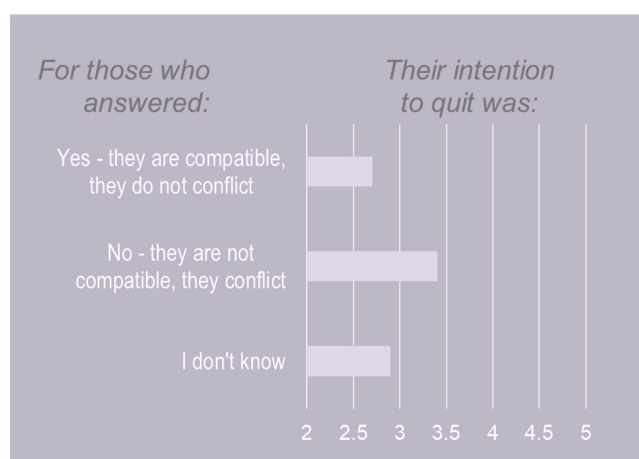 For those who
answered:
Their intention
to quit was:
Yes - they are compatible,
they do not conflict
No - they are not
compatible, they conflict
I don't know
2 2.5 3 3.5 4 4.5 5